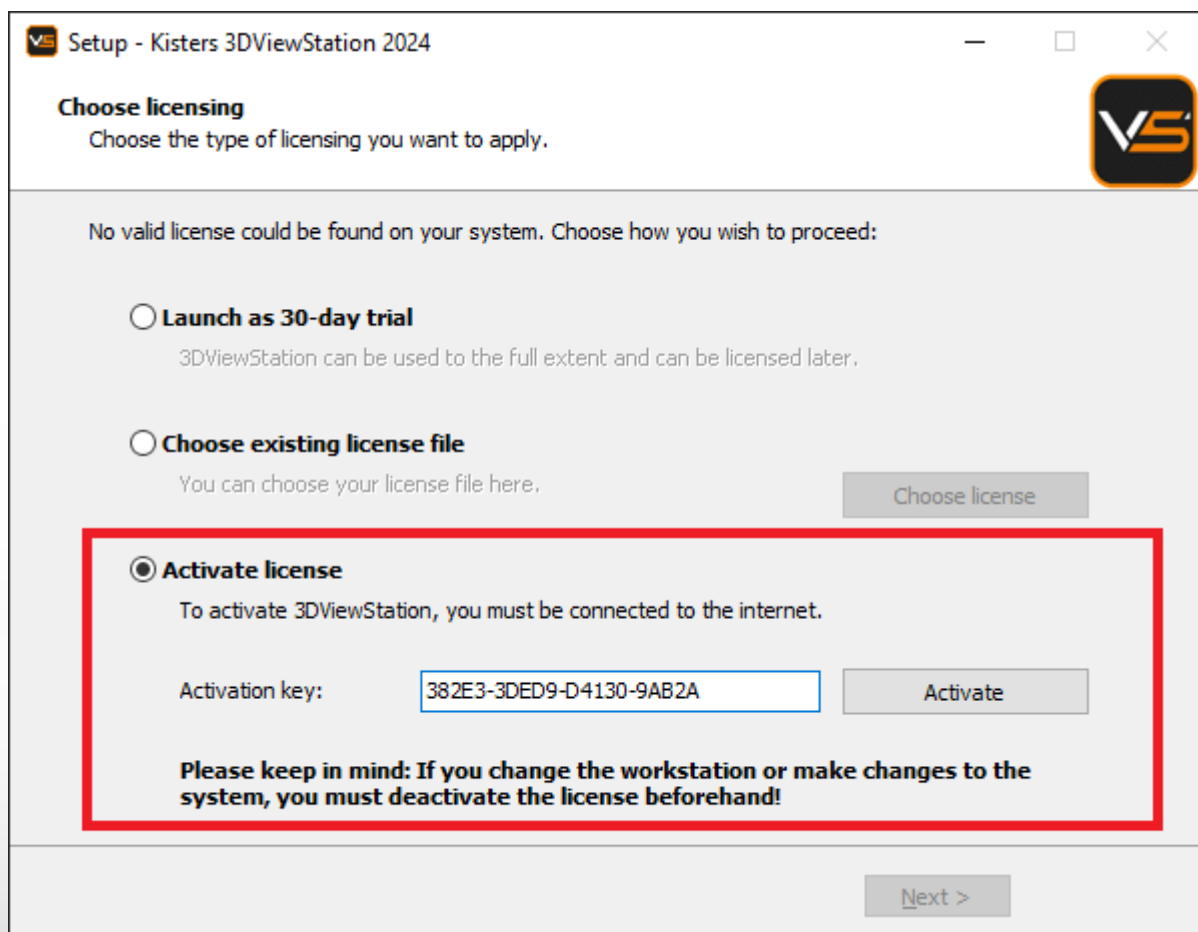 VS Setup - Kisters 3DViewStation 2024
Choose licensing
Choose the type of licensing you want to apply.
VS
No valid license could be found on your system. Choose how you wish to proceed:
Launch as 30-day trial
3DViewStation can be used to the full extent and can be licensed later.
Choose existing license file
You can choose your license file here.
Choose license
Activate license
To activate 3DViewStation, you must be connected to the internet.
Activation key: 382E3-3DED9-D4130-9AB2A Activate
Please keep in mind: If you change the workstation or make changes to the
system, you must deactivate the license beforehand!
Next >